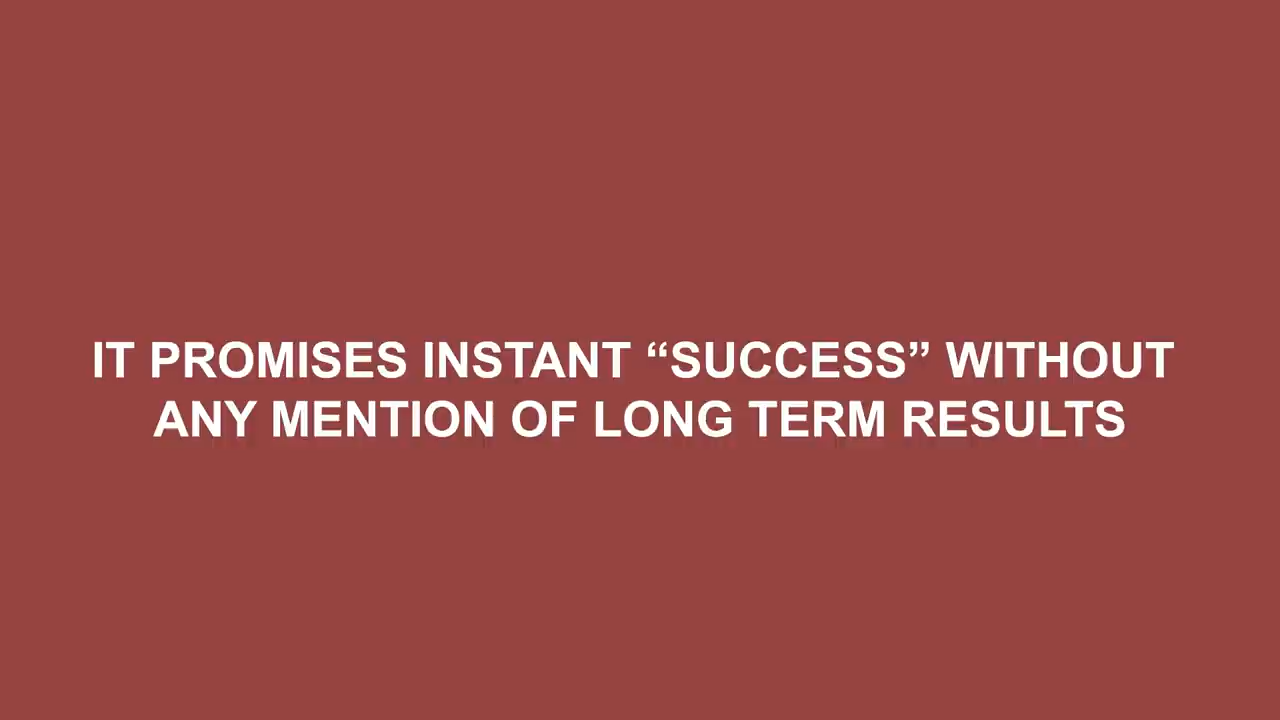 IT PROMISES INSTANT “SUCCESS” WITHOUT
ANY MENTION OF LONG TERM RESULTS